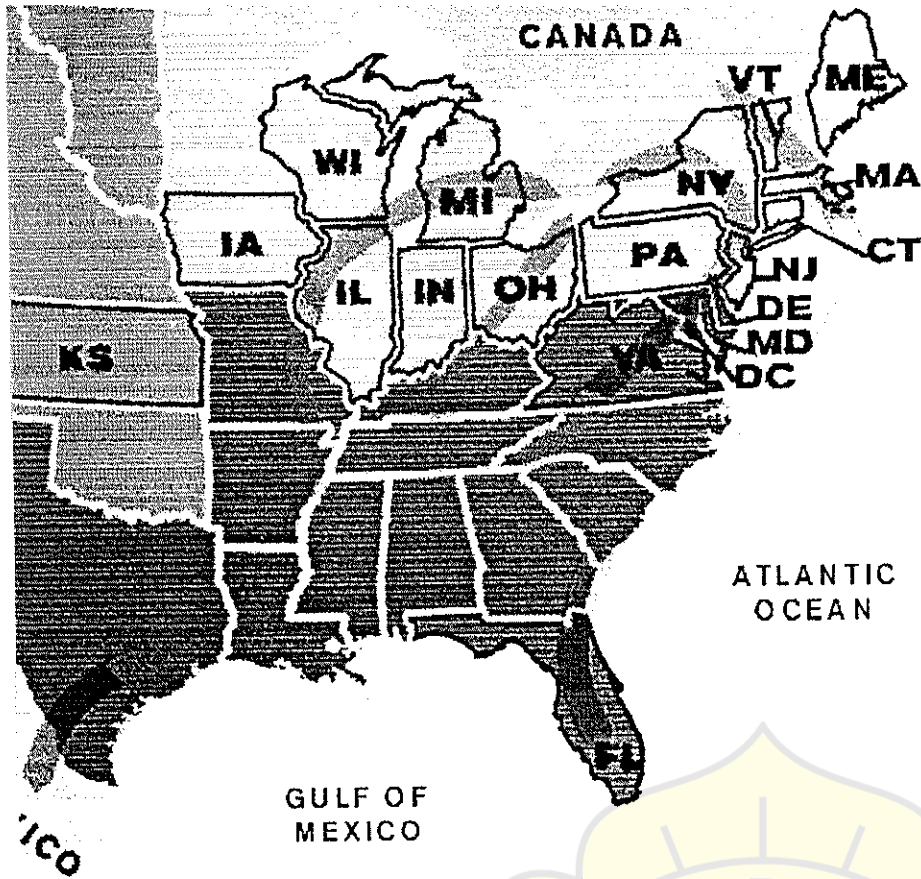 CANADA
VT
ME
WI
MI
NY
MA
IA
PA
CT
IL
IN
OH
NJ
DE
KS
VA
MD
DC
ATLANTIC
OCEAN
FL
GULF OF
MEXICO
ICO